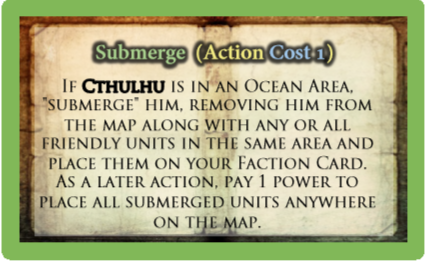 Submerge (Action Cost 1)
If Cthulhu is in an Ocean Area,
"submerge" him, removing him from
the map along with any or all
friendly units in the same area and
place them on your Faction Card.
As a later action, pay 1 power to
place all submerged units anywhere
on the map.